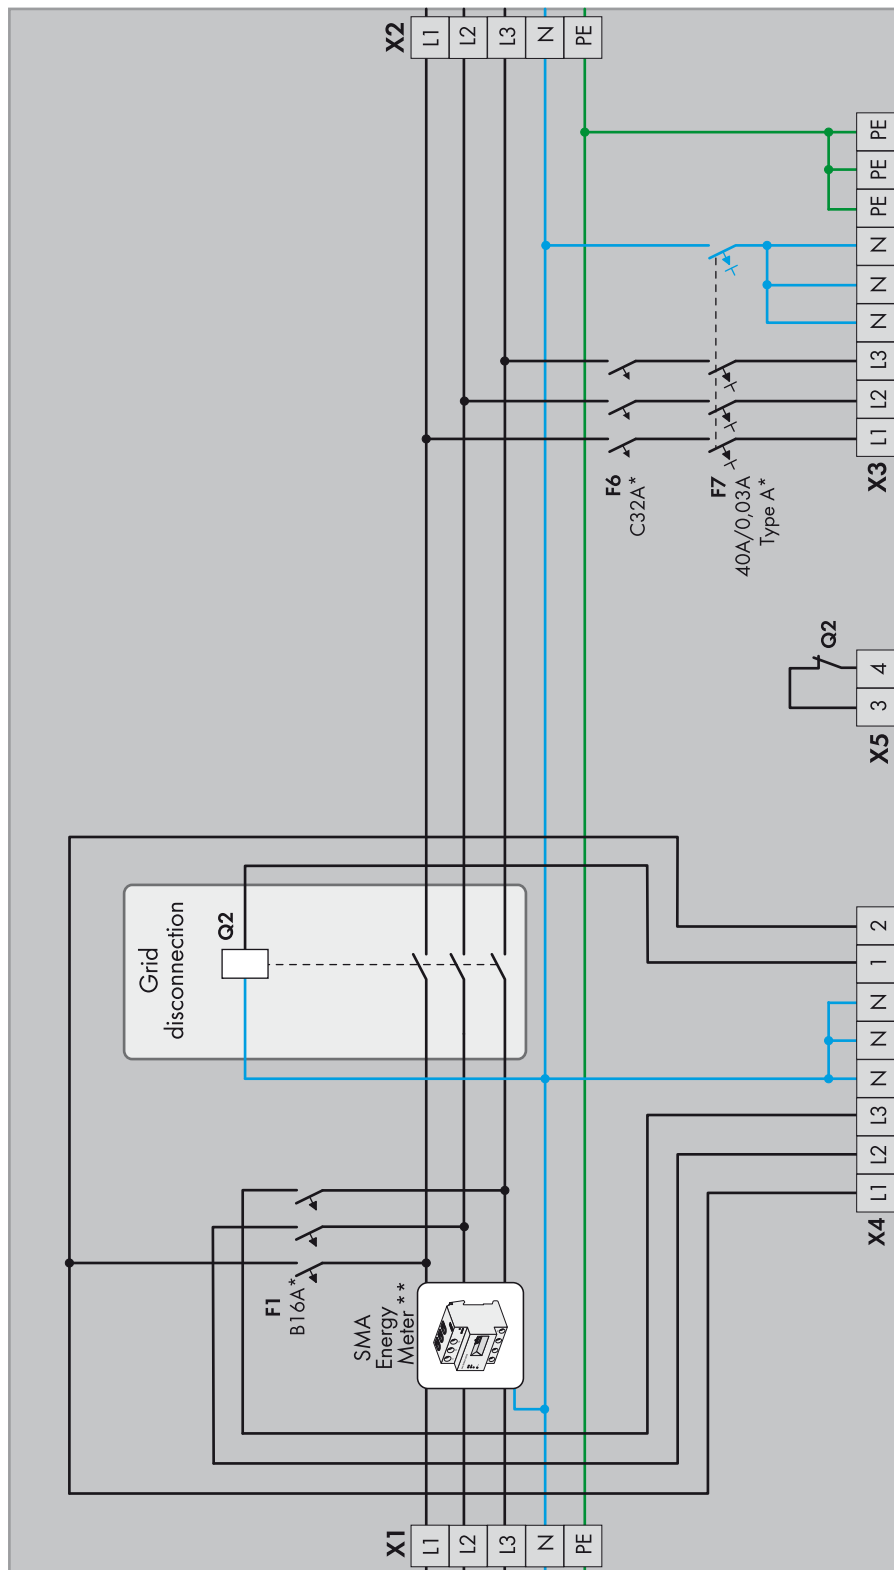 X2
L1
L2
L3
N
PE
PE
PE
PE
N
N
N
L3
L2
L1
X3
F6
C32A*
F7
40A/0,03A
Type A*
Q2
4
3
X5
Grid
disconnection
Q2
2
1
N
N
N
L3
L2
L1
X4
F1
B16A*
SMA
Energy
Meter**
X1
L1
L2
L3
N
PE